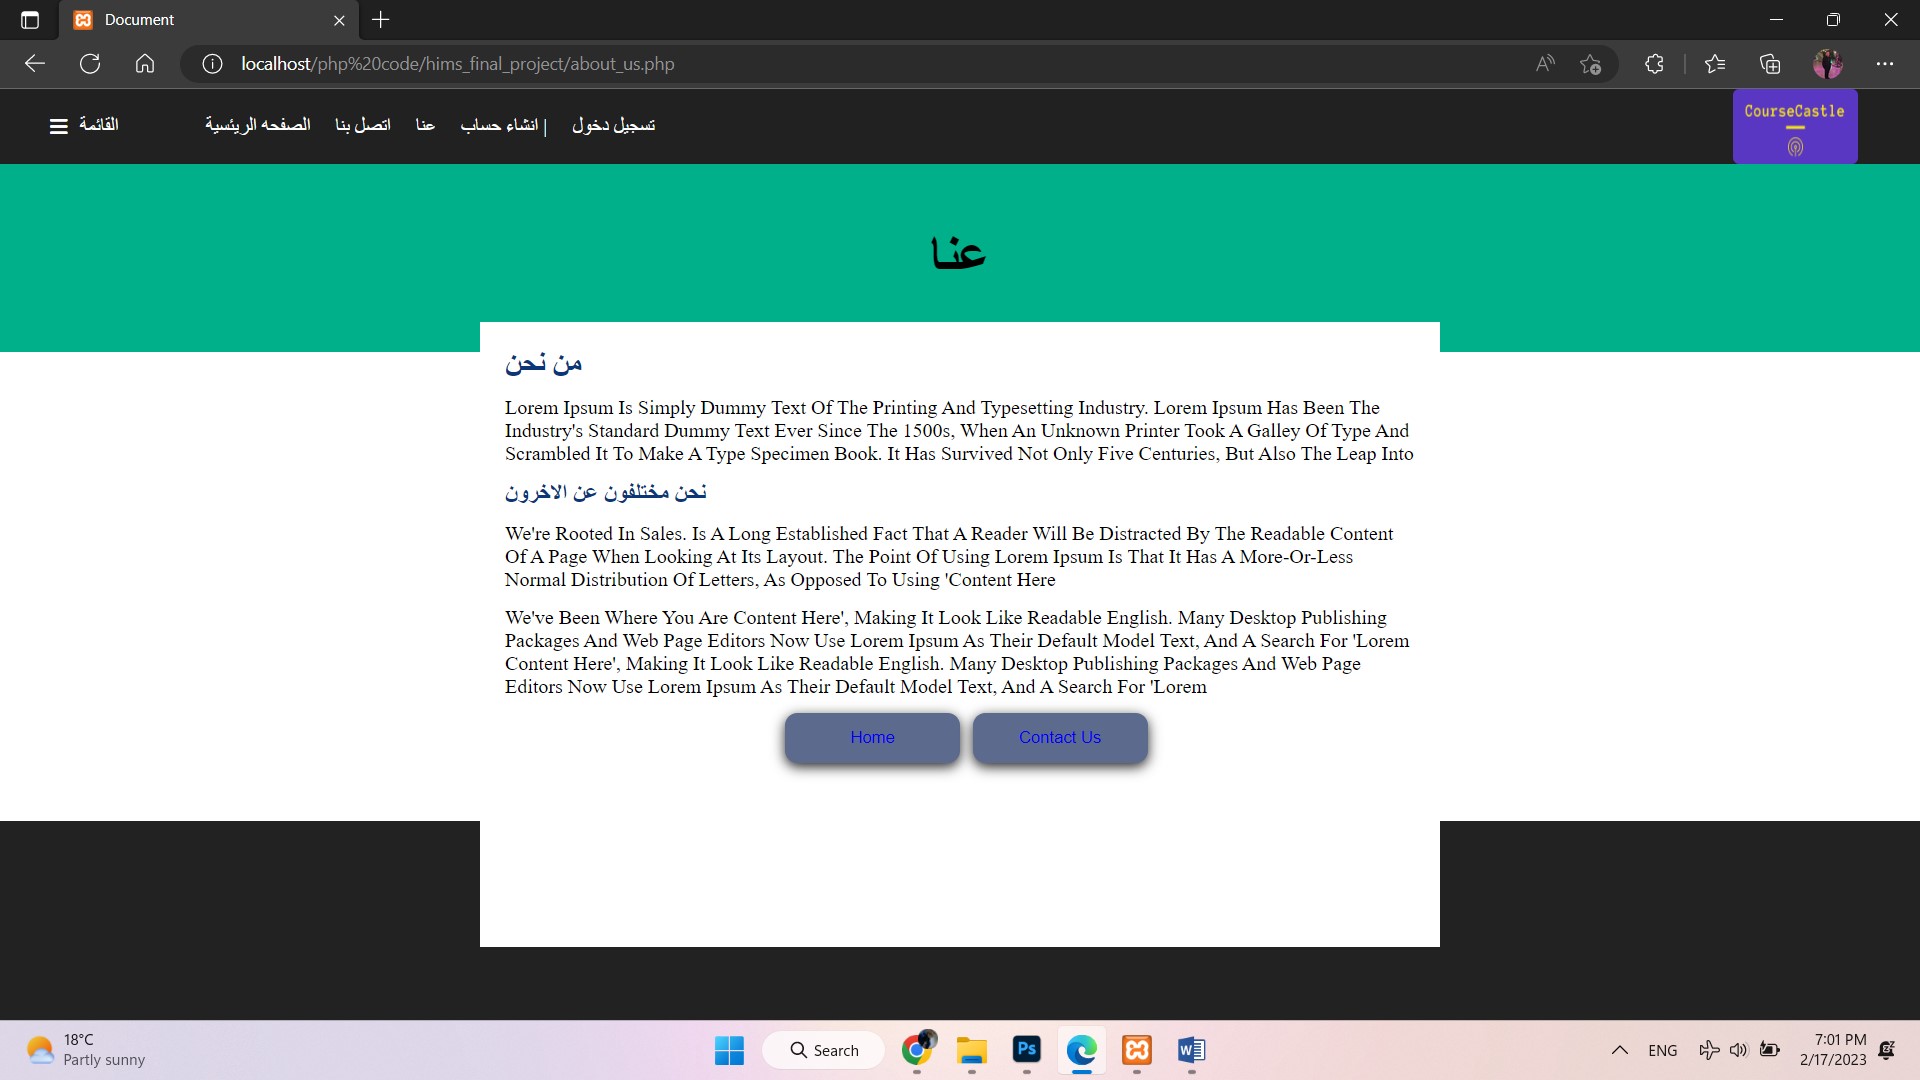 Document
localhost/php%20code/hims_final_project/about_us.php
القائمة
الصفحه الريئسية
اتصل بنا
عنا
انشاء حساب |
تسجيل دخول
CourseCastle
عنا
من نحن
Lorem Ipsum Is Simply Dummy Text Of The Printing And Typesetting Industry. Lorem Ipsum Has Been The
Industry's Standard Dummy Text Ever Since The 1500s, When An Unknown Printer Took A Galley Of Type And
Scrambled It To Make A Type Specimen Book. It Has Survived Not Only Five Centuries, But Also The Leap Into
نحن مختلفون عن الاخرون
We're Rooted In Sales. Is A Long Established Fact That A Reader Will Be Distracted By The Readable Content
Of A Page When Looking At Its Layout. The Point Of Using Lorem Ipsum Is That It Has A More-Or-Less
Normal Distribution Of Letters, As Opposed To Using 'Content Here
We've Been Where You Are Content Here', Making It Look Like Readable English. Many Desktop Publishing
Packages And Web Page Editors Now Use Lorem Ipsum As Their Default Model Text, And A Search For 'Lorem
Content Here', Making It Look Like Readable English. Many Desktop Publishing Packages And Web Page
Editors Now Use Lorem Ipsum As Their Default Model Text, And A Search For 'Lorem
Home
Contact Us
18°C
Partly sunny
Search
Ps
ENG
7:01 PM
2/17/2023